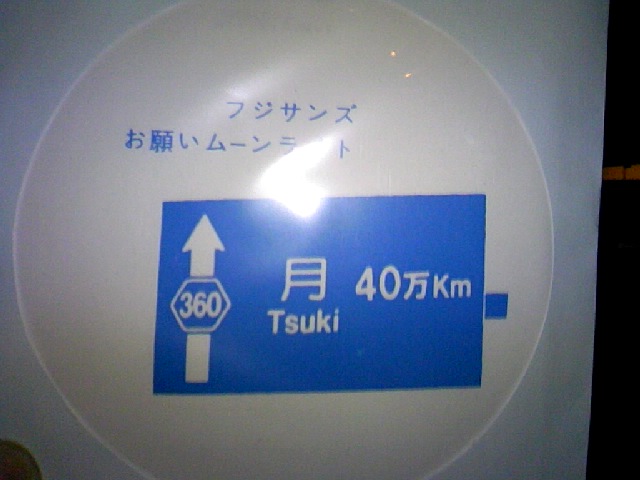 フジサンズ
お願いムーンライト
360
月 40万Km
Tsuki